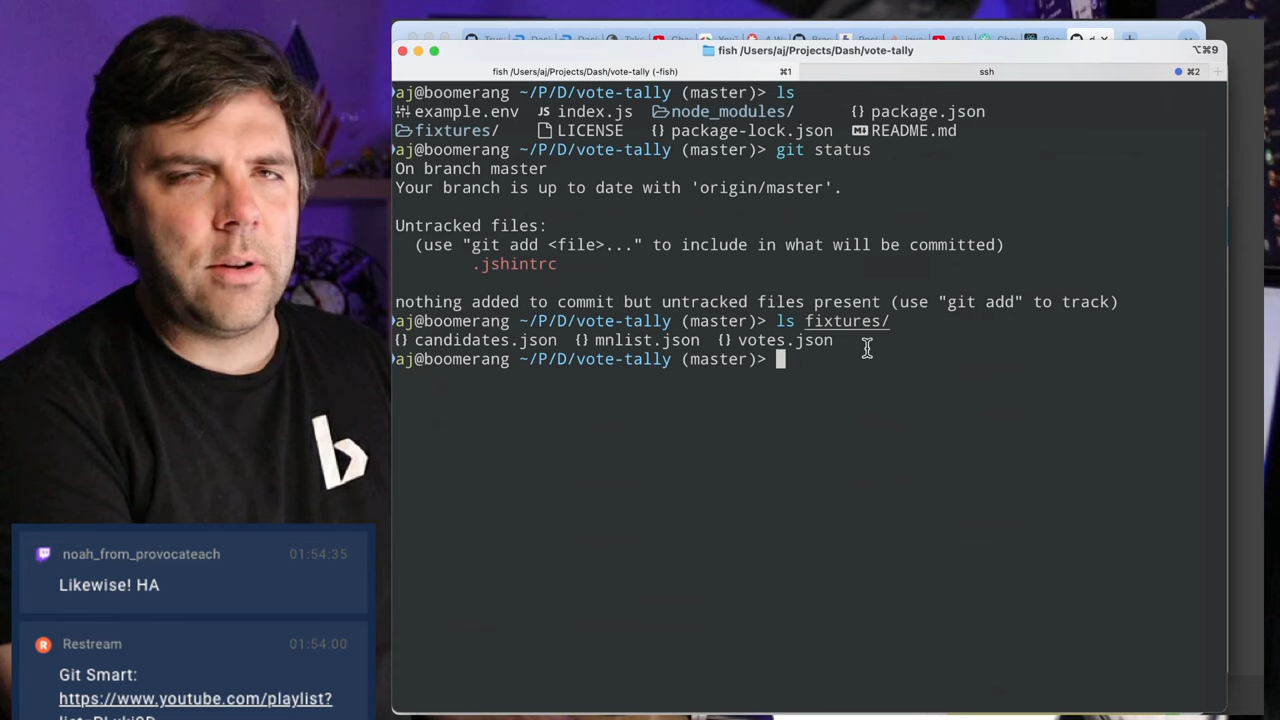 fish /Users/aj/Projects/Dash/vote-tally
⌥⌘9
fish /Users/aj/Projects/Dash/vote-tally (-fish)
⌘1
ssh
⌘2
aj@boomerang ~/P/D/vote-tally (master)> ls
example.env JS index.js node_modules/ {} package.json
fixtures/ LICENSE {} package-lock.json README.md
aj@boomerang ~/P/D/vote-tally (master)> git status
On branch master
Your branch is up to date with 'origin/master'.
Untracked files:
(use "git add <file>..." to include in what will be committed)
.jshintrc
nothing added to commit but untracked files present (use "git add" to track)
aj@boomerang ~/P/D/vote-tally (master)> ls fixtures/
{} candidates.json {} mnlist.json {} votes.json
aj@boomerang ~/P/D/vote-tally (master)>
b
noah_from_provocateach 01:54:35
Likewise! HA
R Restream 01:54:00
Git Smart:
https://www.youtube.com/playlist?